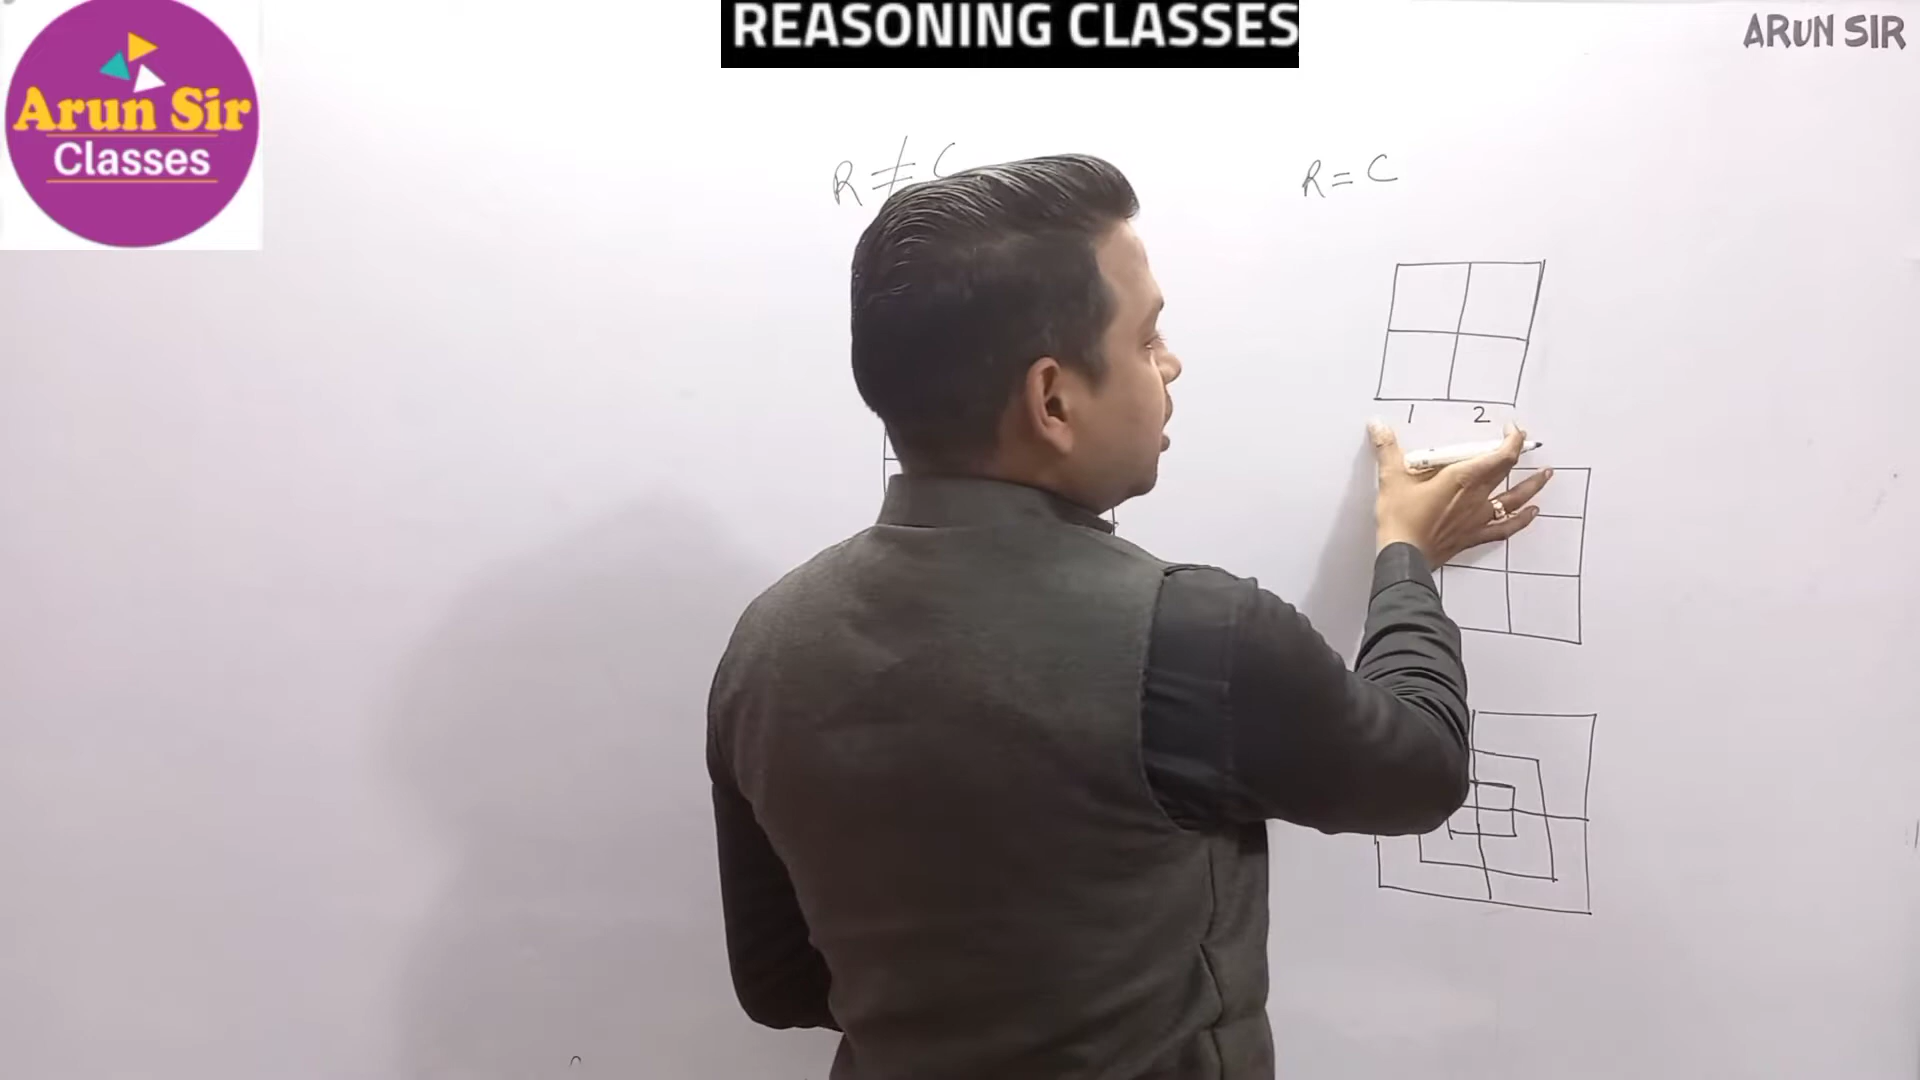 REASONING CLASSES
ARUN SIR
Arun Sir
Classes
R ≠ C
R = C
1 2